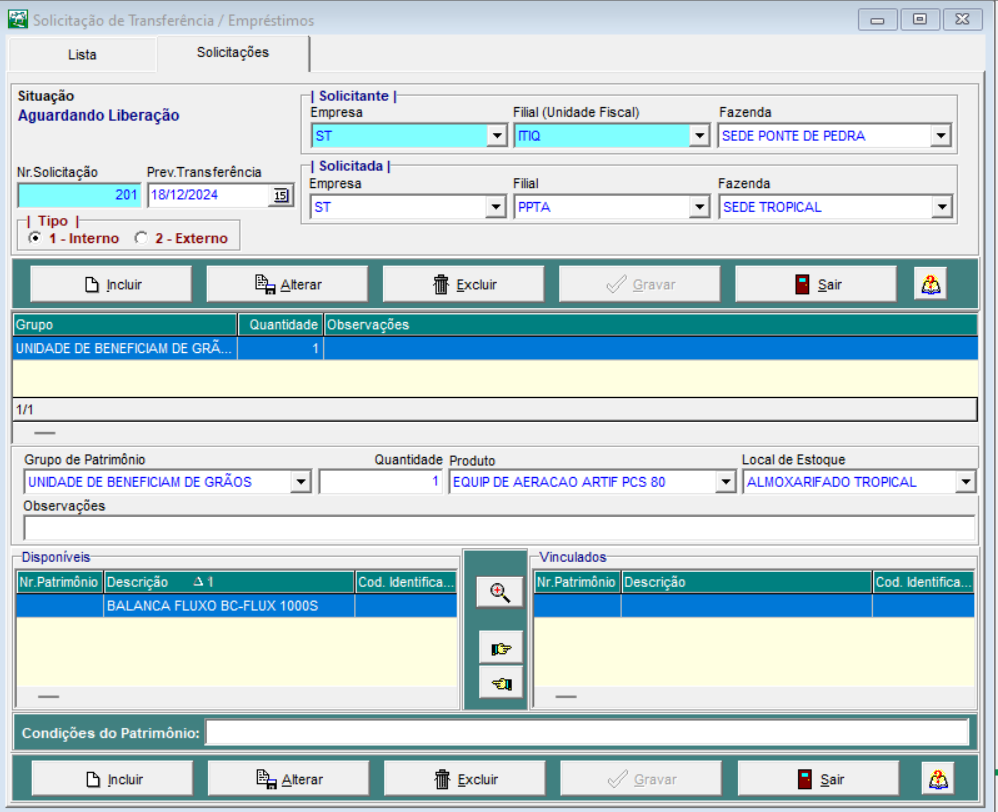 Solicitação de Transferência / Empréstimos
Lista Solicitações
Situação
Aguardando Liberação
| Solicitante |
Empresa Filial (Unidade Fiscal) Fazenda
ST ITIQ SEDE PONTE DE PEDRA
Nr.Solicitação Prev.Transferência
201 18/12/2024 15
| Solicitada |
Empresa Filial Fazenda
ST PPTA SEDE TROPICAL
| Tipo |
1 - Interno 2 - Externo
Incluir Alterar Excluir Gravar Sair
Grupo Quantidade Observações
UNIDADE DE BENEFICIAM DE GRÃ... 1
1/1
Grupo de Patrimônio Quantidade Produto Local de Estoque
UNIDADE DE BENEFICIAM DE GRÃOS 1 EQUIP DE AERACAO ARTIF PCS 80 ALMOXARIFADO TROPICAL
Observações
Disponíveis
Nr.Patrimônio Descrição 1 Cod. Identifica...
BALANCA FLUXO BC-FLUX 1000S
Vinculados
Nr.Patrimônio Descrição Cod. Identifica...
Condições do Patrimônio:
Incluir Alterar Excluir Gravar Sair